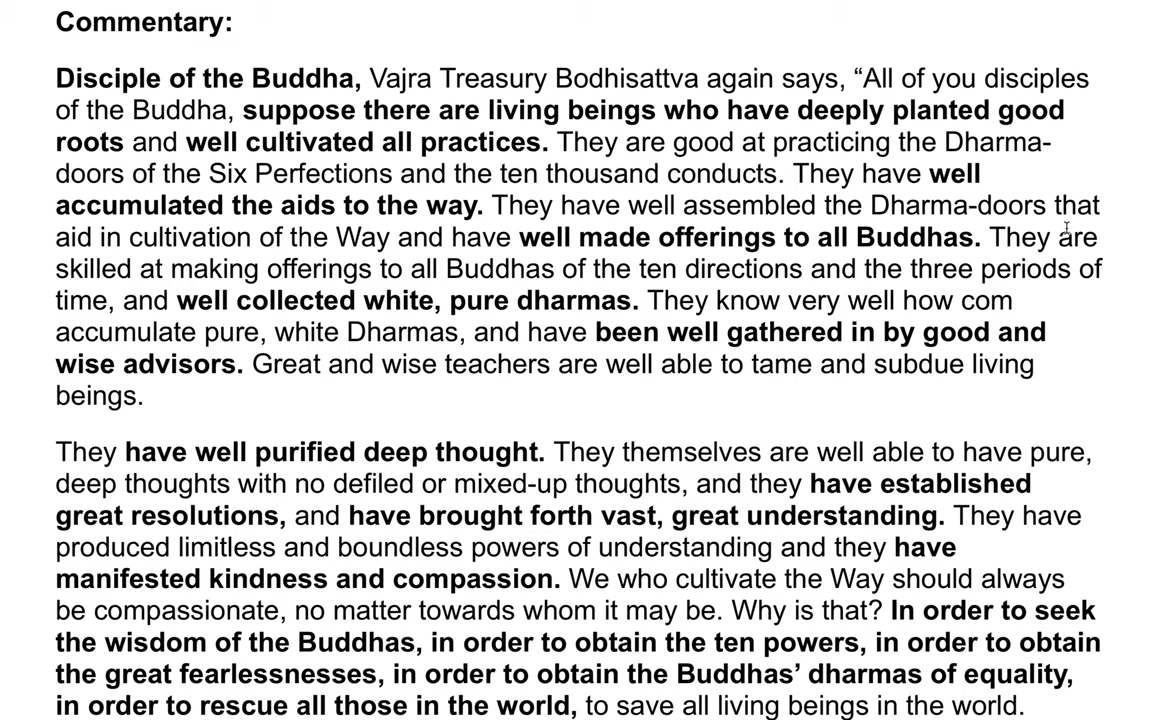 Commentary:
Disciple of the Buddha, Vajra Treasury Bodhisattva again says, “All of you disciples
of the Buddha, suppose there are living beings who have deeply planted good
roots and well cultivated all practices. They are good at practicing the Dharma-
doors of the Six Perfections and the ten thousand conducts. They have well
accumulated the aids to the way. They have well assembled the Dharma-doors that
aid in cultivation of the Way and have well made offerings to all Buddhas. They are
skilled at making offerings to all Buddhas of the ten directions and the three periods of
time, and well collected white, pure dharmas. They know very well how com
accumulate pure, white Dharmas, and have been well gathered in by good and
wise advisors. Great and wise teachers are well able to tame and subdue living
beings.
They have well purified deep thought. They themselves are well able to have pure,
deep thoughts with no defiled or mixed-up thoughts, and they have established
great resolutions, and have brought forth vast, great understanding. They have
produced limitless and boundless powers of understanding and they have
manifested kindness and compassion. We who cultivate the Way should always
be compassionate, no matter towards whom it may be. Why is that? In order to seek
the wisdom of the Buddhas, in order to obtain the ten powers, in order to obtain
the great fearlessnesses, in order to obtain the Buddhas’ dharmas of equality,
in order to rescue all those in the world, to save all living beings in the world.